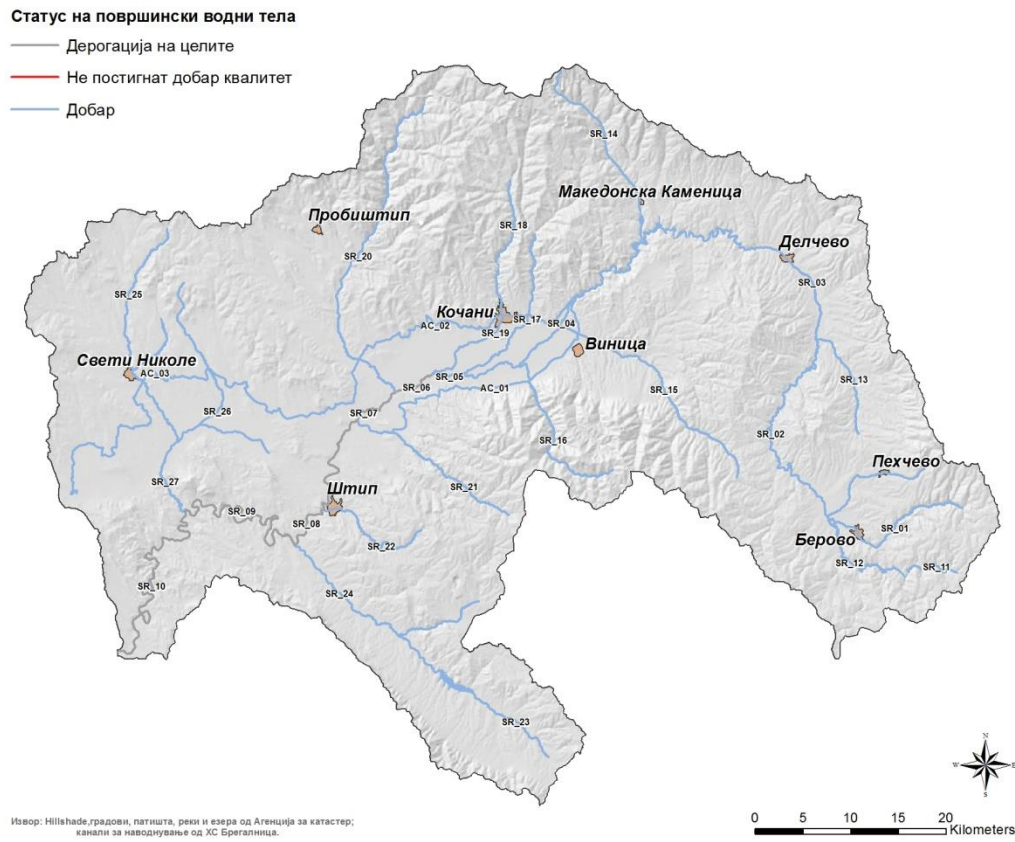 Статус на површински водни тела
Дерогација на целите
Не постигнат добар квалитет
Добар
SR_14
Македонска Каменица
Пробиштип
SR_18
Делчево
SR_20
SR_03
SR_25
Кочани
SR_17
SR_04
AC_02
SR_19
Виница
Свети Николе
AC_03
SR_05
SR_06
AC_01
SR_15
SR_13
SR_26
SR_07
SR_02
SR_16
Пехчево
SR_27
Штип
SR_21
SR_09
SR_08
SR_01
Берово
SR_22
SR_12
SR_11
SR_10
SR_24
SR_23
N
W
E
S
Извор: Hillshade,градови, патишта, реки и езера од Агенција за катастер;
канали за наводнување од ХС Брегалница.
0 5 10 15 20
Kilometers